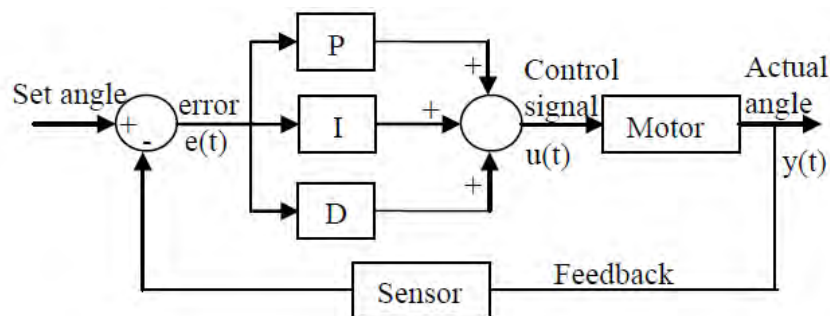 P
Set angle
+
-
error
e(t)
I
D
+
+
+
Control
signal
u(t)
Motor
Actual
angle
y(t)
Sensor
Feedback